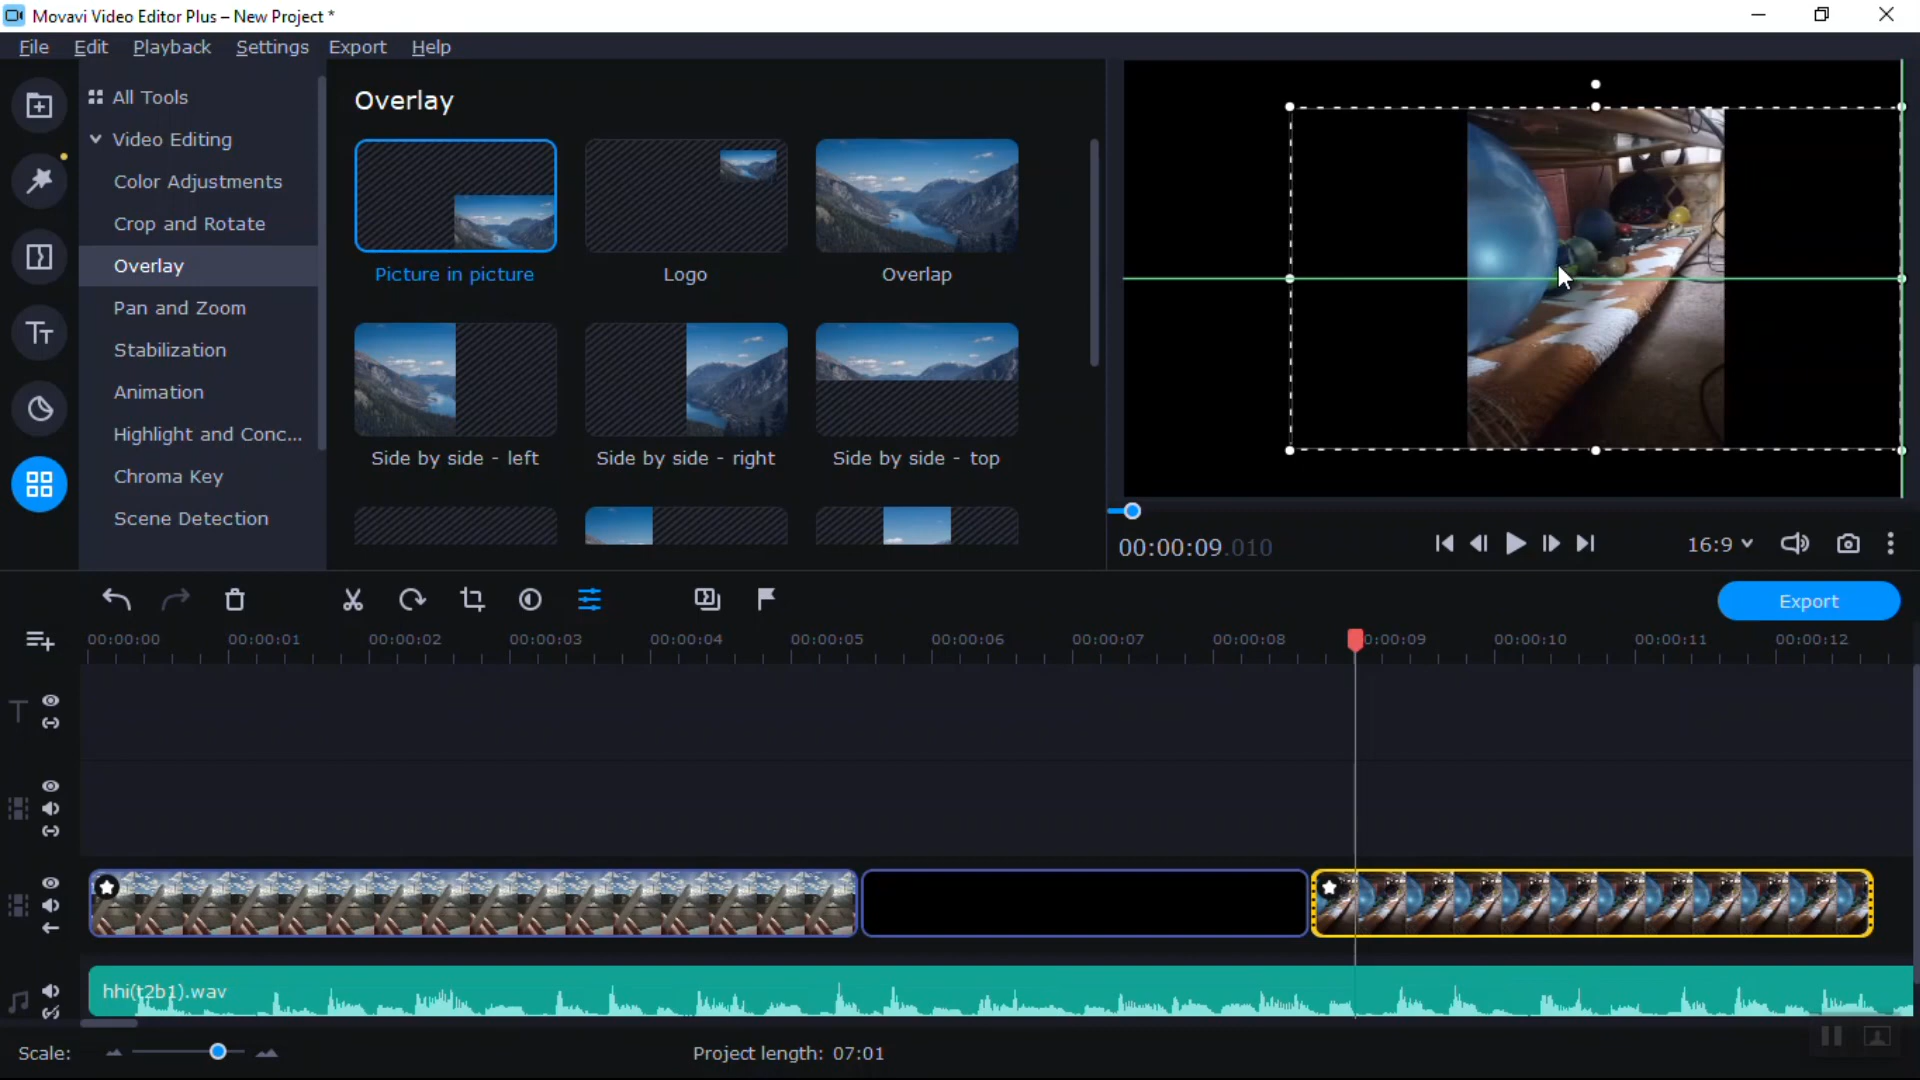 Movavi Video Editor Plus – New Project *
File Edit Playback Settings Export Help
All Tools
Video Editing
Color Adjustments
Crop and Rotate
Overlay
Pan and Zoom
Stabilization
Animation
Highlight and Conc...
Chroma Key
Scene Detection
Overlay
Picture in picture
Logo
Overlap
Side by side - left
Side by side - right
Side by side - top
00:00:09.010
16:9
Export
00:00:00 00:00:01 00:00:02 00:00:03 00:00:04 00:00:05 00:00:06 00:00:07 00:00:08 0:00:09 00:00:10 00:00:11 00:00:12
hhi(t2b1).wav
Scale:
Project length: 07:01